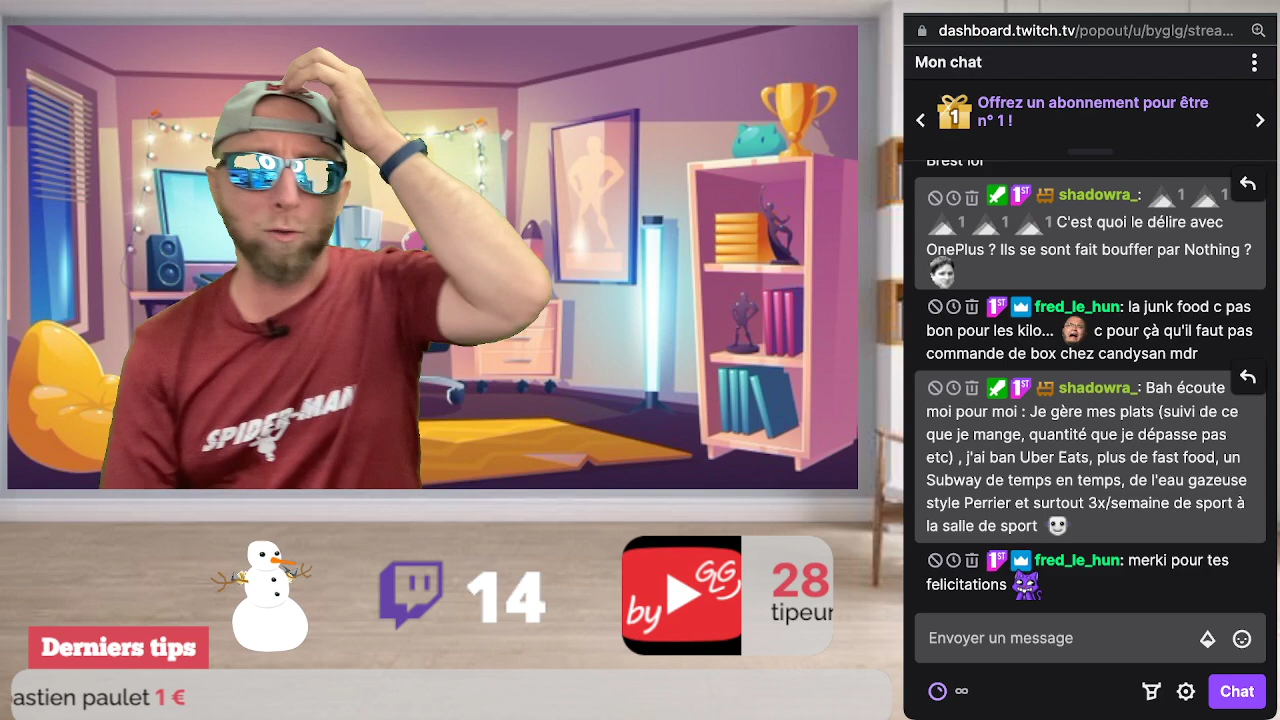 SPIDER-MAN
14
by GLG
28
tipeur
Derniers tips
astien paulet 1 €
dashboard.twitch.tv/popout/u/byglg/strea...
Mon chat
1
Offrez un abonnement pour être
n° 1 !
Brest lol
1ST shadowra_: 1 1
1 1 1 C'est quoi le délire avec
OnePlus ? Ils se sont fait bouffer par Nothing ?
1ST fred_le_hun: la junk food c pas
bon pour les kilo... c pour çà qu'il faut pas
commande de box chez candysan mdr
1ST shadowra_: Bah écoute
moi pour moi : Je gère mes plats (suivi de ce
que je mange, quantité que je dépasse pas
etc) , j'ai ban Uber Eats, plus de fast food, un
Subway de temps en temps, de l'eau gazeuse
style Perrier et surtout 3x/semaine de sport à
la salle de sport
1ST fred_le_hun: merki pour tes
felicitations
Envoyer un message
∞
Chat